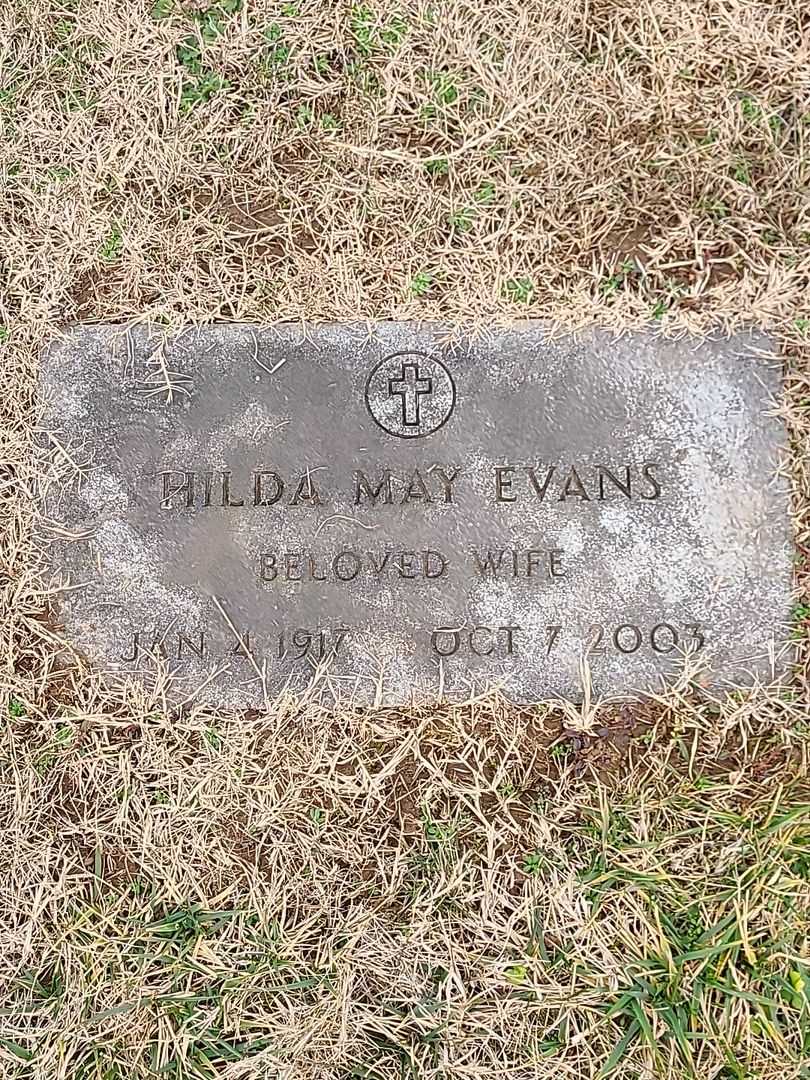 HILDA MAY EVANS
BELOVED WIFE
JAN 4 1917 OCT 7 2003